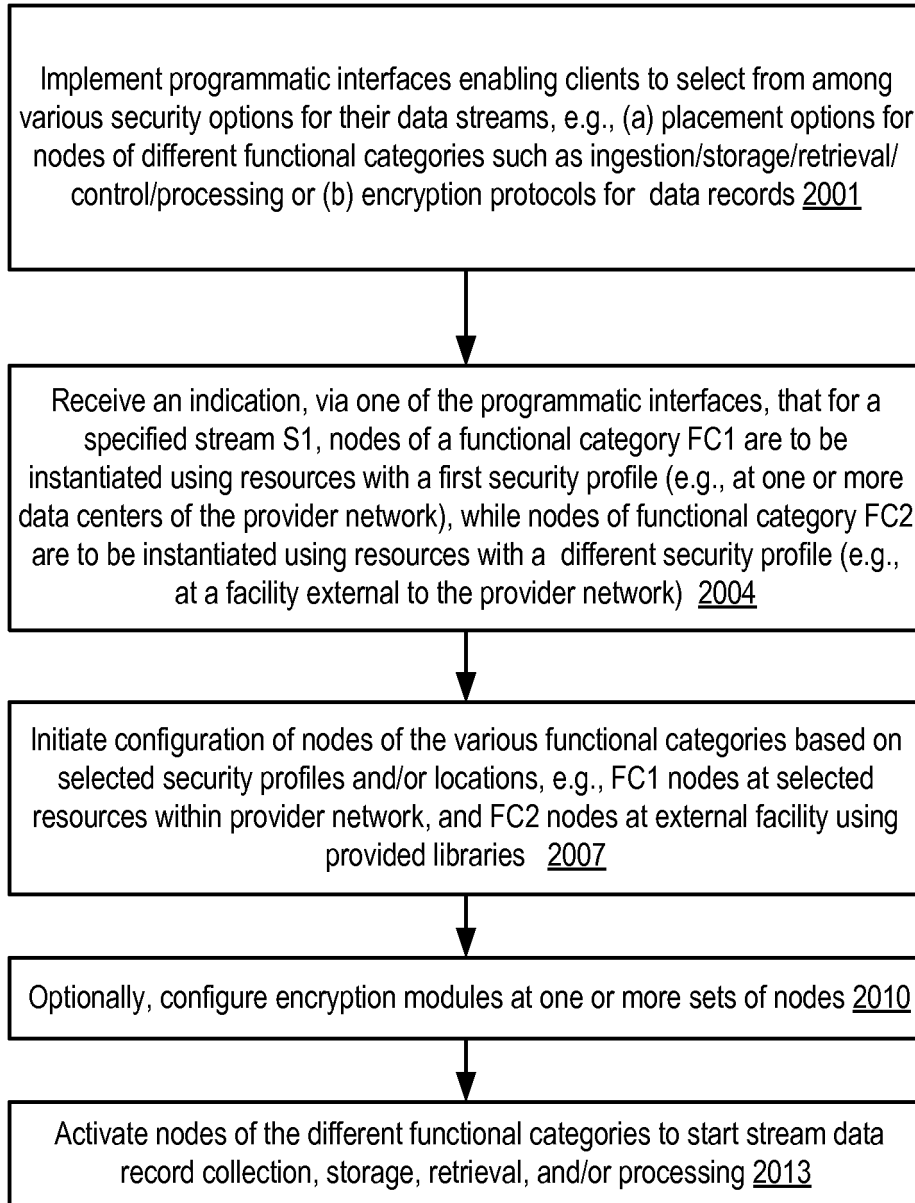 Implement programmatic interfaces enabling clients to select from among
various security options for their data streams, e.g., (a) placement options for
nodes of different functional categories such as ingestion/storage/retrieval/
control/processing or (b) encryption protocols for data records 2001
Receive an indication, via one of the programmatic interfaces, that for a
specified stream S1, nodes of a functional category FC1 are to be
instantiated using resources with a first security profile (e.g., at one or more
data centers of the provider network), while nodes of functional category FC2
are to be instantiated using resources with a different security profile (e.g.,
at a facility external to the provider network) 2004
Initiate configuration of nodes of the various functional categories based on
selected security profiles and/or locations, e.g., FC1 nodes at selected
resources within provider network, and FC2 nodes at external facility using
provided libraries 2007
Optionally, configure encryption modules at one or more sets of nodes 2010
Activate nodes of the different functional categories to start stream data
record collection, storage, retrieval, and/or processing 2013